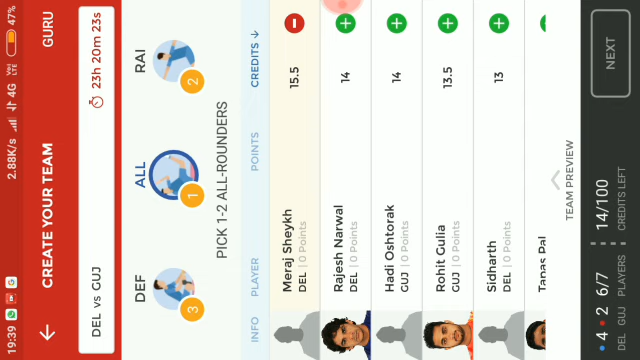 19:39 2.88K/s 4G VoLTE 47%
← CREATE YOUR TEAM GURU
DEL vs GUJ 23h 20m 23s
DEF ALL RAI
3 1 2
PICK 1-2 ALL-ROUNDERS
INFO PLAYER POINTS CREDITS ↓
Meraj Sheykh 15.5
DEL | 0 Points
Rajesh Narwal 14
DEL | 0 Points
Hadi Oshtorak 14
GUJ | 0 Points
Rohit Gulia 13.5
GUJ | 0 Points
Sidharth 13
DEL | 0 Points
TEAM PREVIEW
4 2 6/7 14/100 NEXT
DEL GUJ PLAYERS CREDITS LEFT